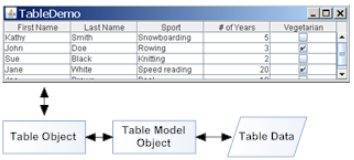 TableDemo
First Name Last Name Sport # of Years Vegetarian
Kathy Smith Snowboarding 5
John Doe Rowing 3
Sue Black Knitting 2
Jane White Speed reading 20
Table Object
Table Model Object
Table Data